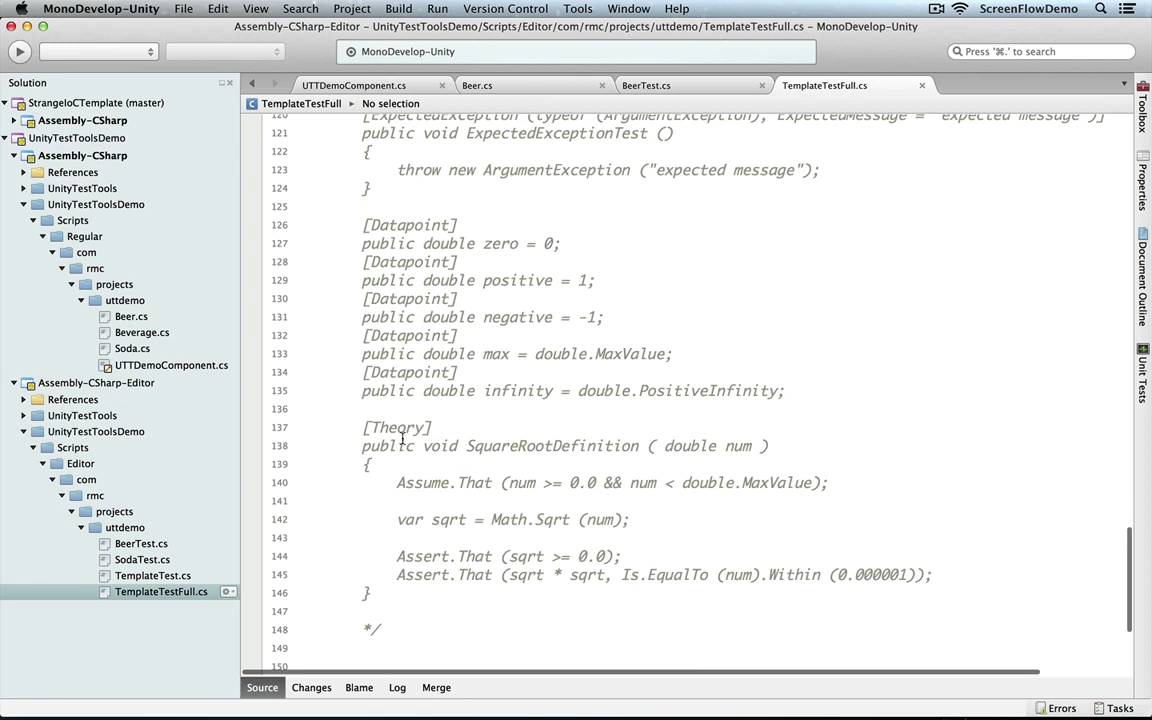 MonoDevelop-Unity File Edit View Search Project Build Run Version Control Tools Window Help ScreenFlowDemo
Assembly-CSharp-Editor - UnityTestToolsDemo/Scripts/Editor/com/rmc/projects/uttdemo/TemplateTestFull.cs - MonoDevelop-Unity
MonoDevelop-Unity
Press '⌘.' to search
Solution
StrangeIoCTemplate (master)
Assembly-CSharp
UnityTestToolsDemo
Assembly-CSharp
References
UnityTestTools
UnityTestToolsDemo
Scripts
Regular
com
rmc
projects
uttdemo
Beer.cs
Beverage.cs
Soda.cs
UTTDemoComponent.cs
Assembly-CSharp-Editor
References
UnityTestTools
UnityTestToolsDemo
Scripts
Editor
com
rmc
projects
uttdemo
BeerTest.cs
SodaTest.cs
TemplateTest.cs
TemplateTestFull.cs
UTTDemoComponent.cs Beer.cs BeerTest.cs TemplateTestFull.cs
TemplateTestFull No selection
120 [ExpectedException (typeof (ArgumentException), ExpectedMessage = "expected message")]
121 public void ExpectedExceptionTest ()
122 {
123 throw new ArgumentException ("expected message");
124 }
125
126 [Datapoint]
127 public double zero = 0;
128 [Datapoint]
129 public double positive = 1;
130 [Datapoint]
131 public double negative = -1;
132 [Datapoint]
133 public double max = double.MaxValue;
134 [Datapoint]
135 public double infinity = double.PositiveInfinity;
136
137 [Theory]
138 public void SquareRootDefinition ( double num )
139 {
140 Assume.That (num >= 0.0 && num < double.MaxValue);
141
142 var sqrt = Math.Sqrt (num);
143
144 Assert.That (sqrt >= 0.0);
145 Assert.That (sqrt * sqrt, Is.EqualTo (num).Within (0.000001));
146 }
147
148 */
149
150
Toolbox
Properties
Document Outline
Unit Tests
Source Changes Blame Log Merge
Errors Tasks